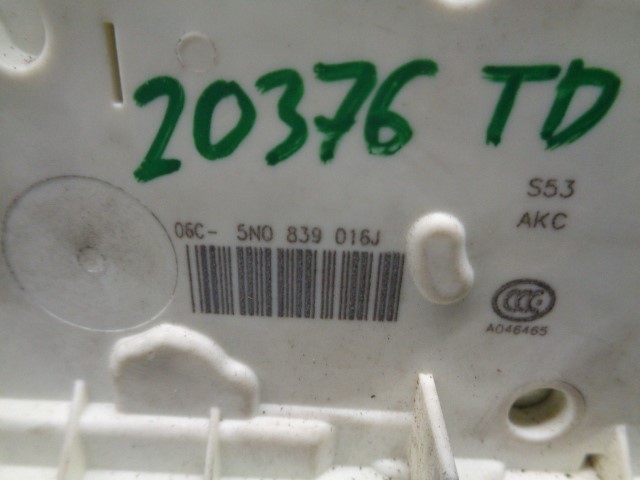 20376 TD
S53
AKC
06C- 5N0 839 016J
CCC
A046465